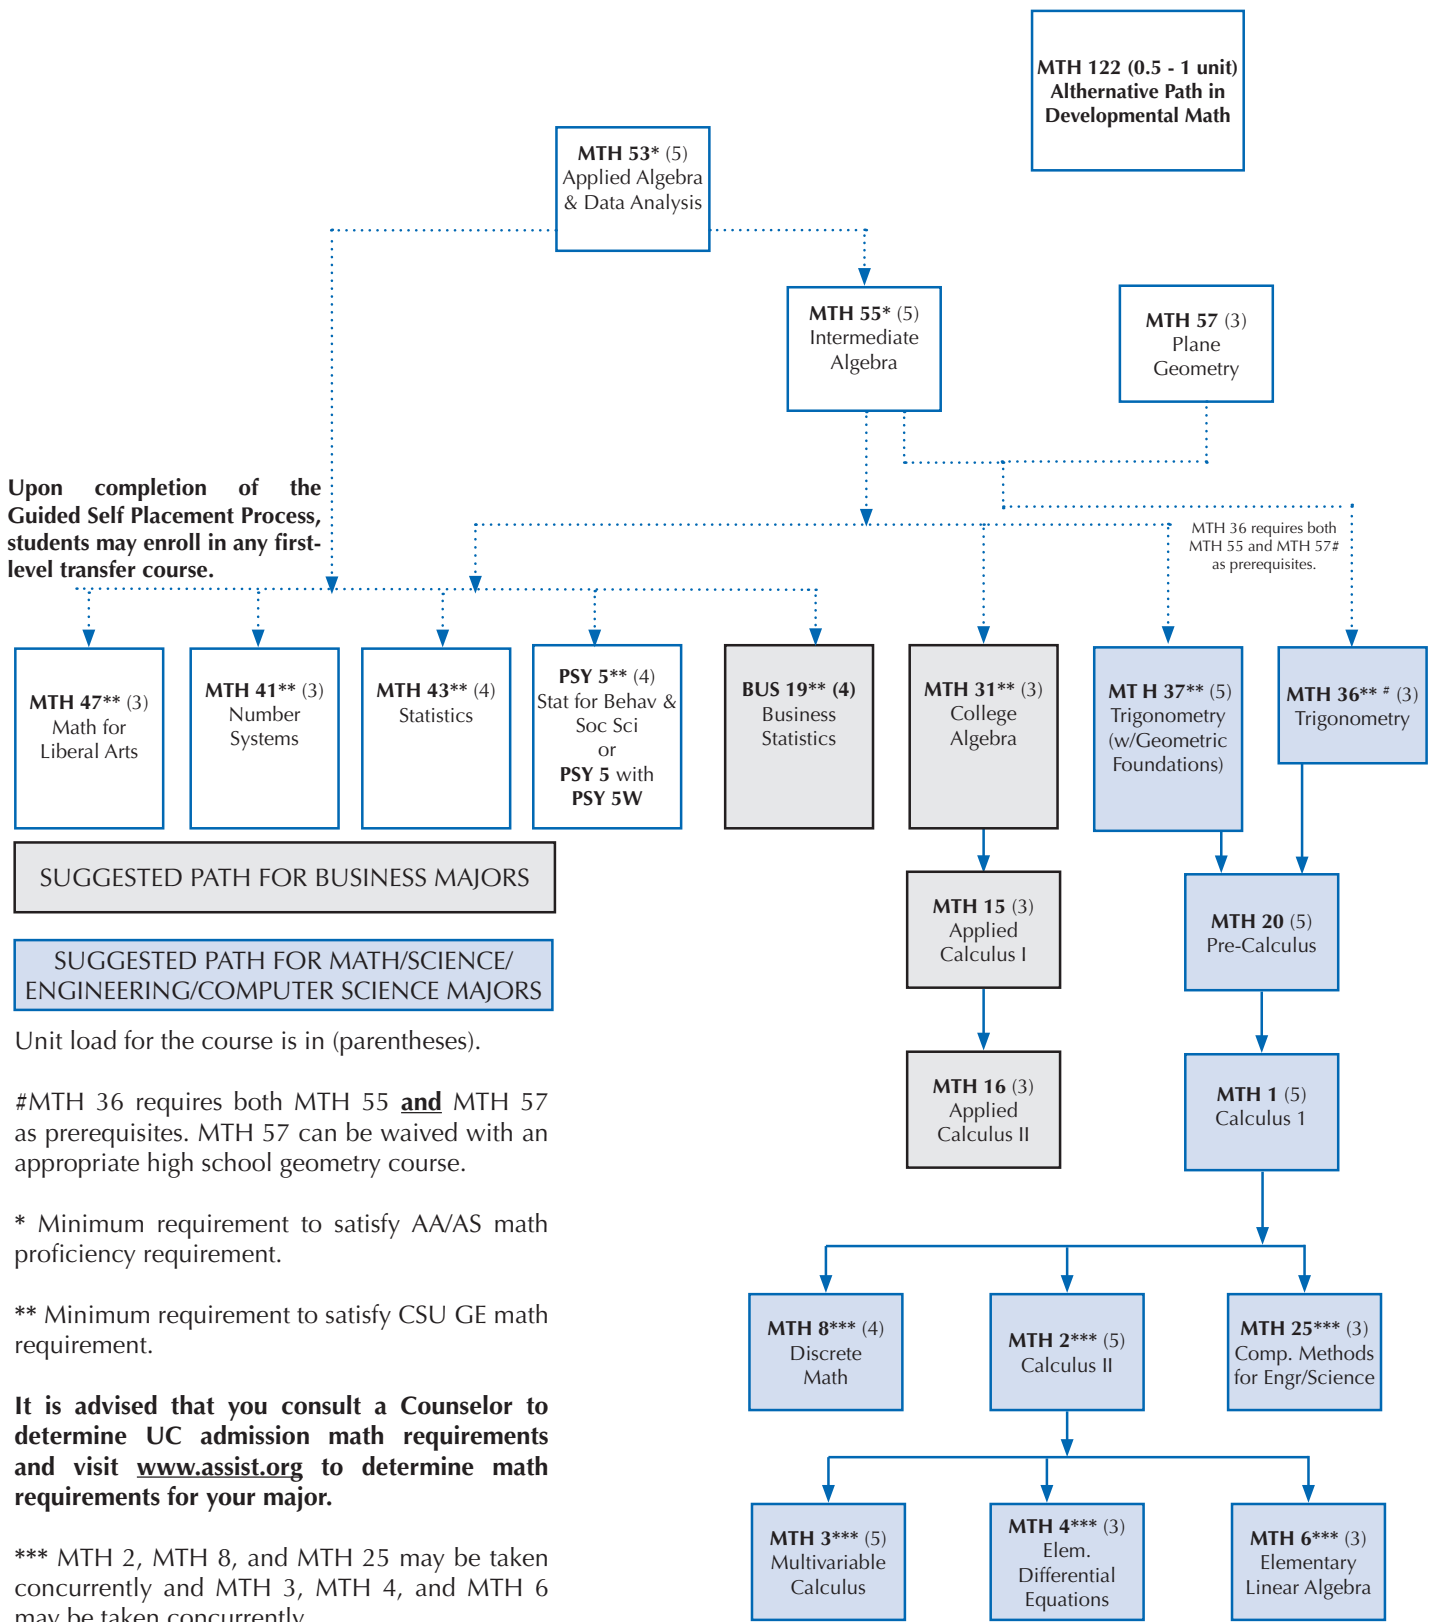 MTH 122 (0.5 - 1 unit)
Althernative Path in
Developmental Math
MTH 53* (5)
Applied Algebra
& Data Analysis
MTH 55* (5)
Intermediate
Algebra
MTH 57 (3)
Plane
Geometry
Upon completion of the
Guided Self Placement Process,
students may enroll in any first-
level transfer course.
MTH 36 requires both
MTH 55 and MTH 57#
as prerequisites.
MTH 47** (3)
Math for
Liberal Arts
MTH 41** (3)
Number
Systems
MTH 43** (4)
Statistics
PSY 5** (4)
Stat for Behav &
Soc Sci
or
PSY 5 with
PSY 5W
BUS 19** (4)
Business
Statistics
MTH 31** (3)
College
Algebra
MT H 37** (5)
Trigonometry
(w/Geometric
Foundations)
MTH 36** # (3)
Trigonometry
SUGGESTED PATH FOR BUSINESS MAJORS
SUGGESTED PATH FOR MATH/SCIENCE/
ENGINEERING/COMPUTER SCIENCE MAJORS
MTH 15 (3)
Applied
Calculus I
MTH 20 (5)
Pre-Calculus
MTH 16 (3)
Applied
Calculus II
MTH 1 (5)
Calculus 1
Unit load for the course is in (parentheses).
#MTH 36 requires both MTH 55 and MTH 57
as prerequisites. MTH 57 can be waived with an
appropriate high school geometry course.
* Minimum requirement to satisfy AA/AS math
proficiency requirement.
** Minimum requirement to satisfy CSU GE math
requirement.
It is advised that you consult a Counselor to
determine UC admission math requirements
and visit www.assist.org to determine math
requirements for your major.
*** MTH 2, MTH 8, and MTH 25 may be taken
concurrently and MTH 3, MTH 4, and MTH 6
may be taken concurrently
MTH 8*** (4)
Discrete
Math
MTH 2*** (5)
Calculus II
MTH 25*** (3)
Comp. Methods
for Engr/Science
MTH 3*** (5)
Multivariable
Calculus
MTH 4*** (3)
Elem.
Differential
Equations
MTH 6*** (3)
Elementary
Linear Algebra